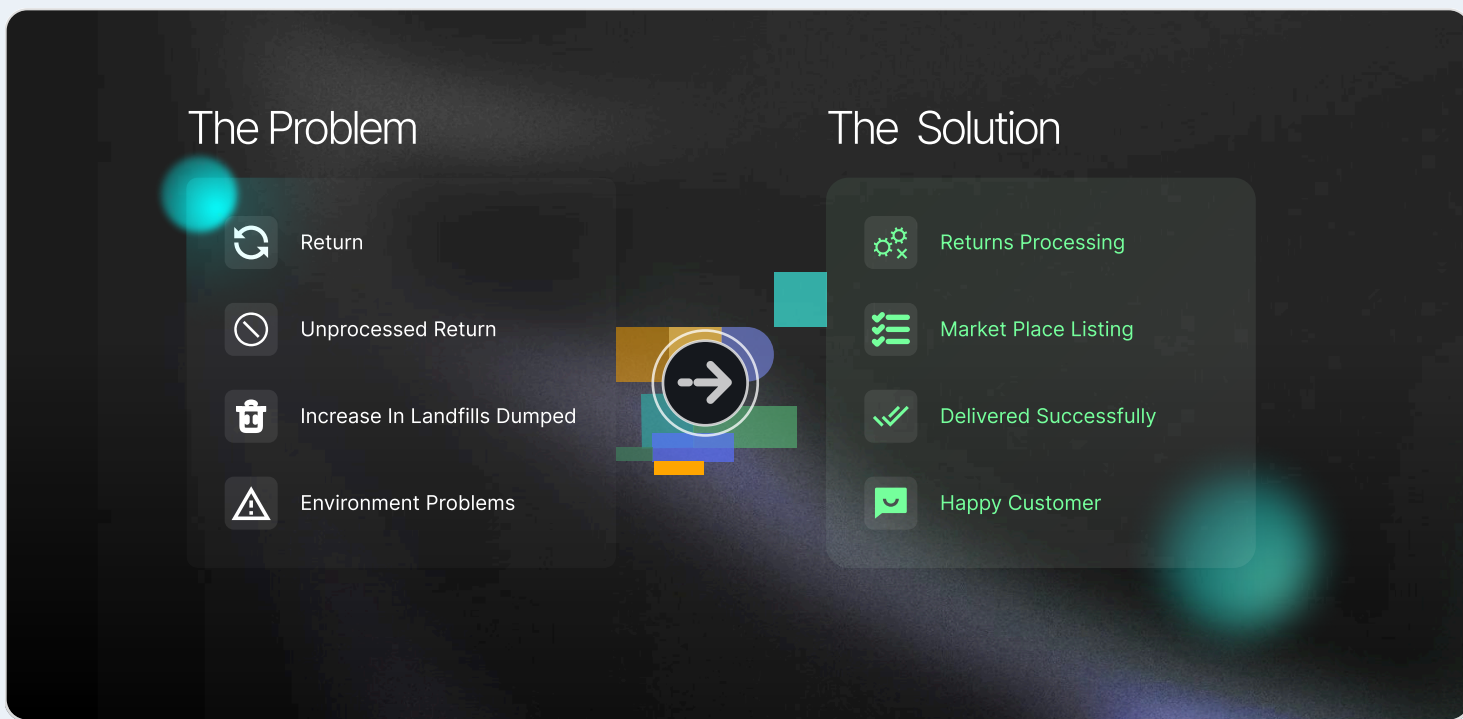 The Problem
Return
Unprocessed Return
Increase In Landfills Dumped
Environment Problems
The Solution
Returns Processing
Market Place Listing
Delivered Successfully
Happy Customer